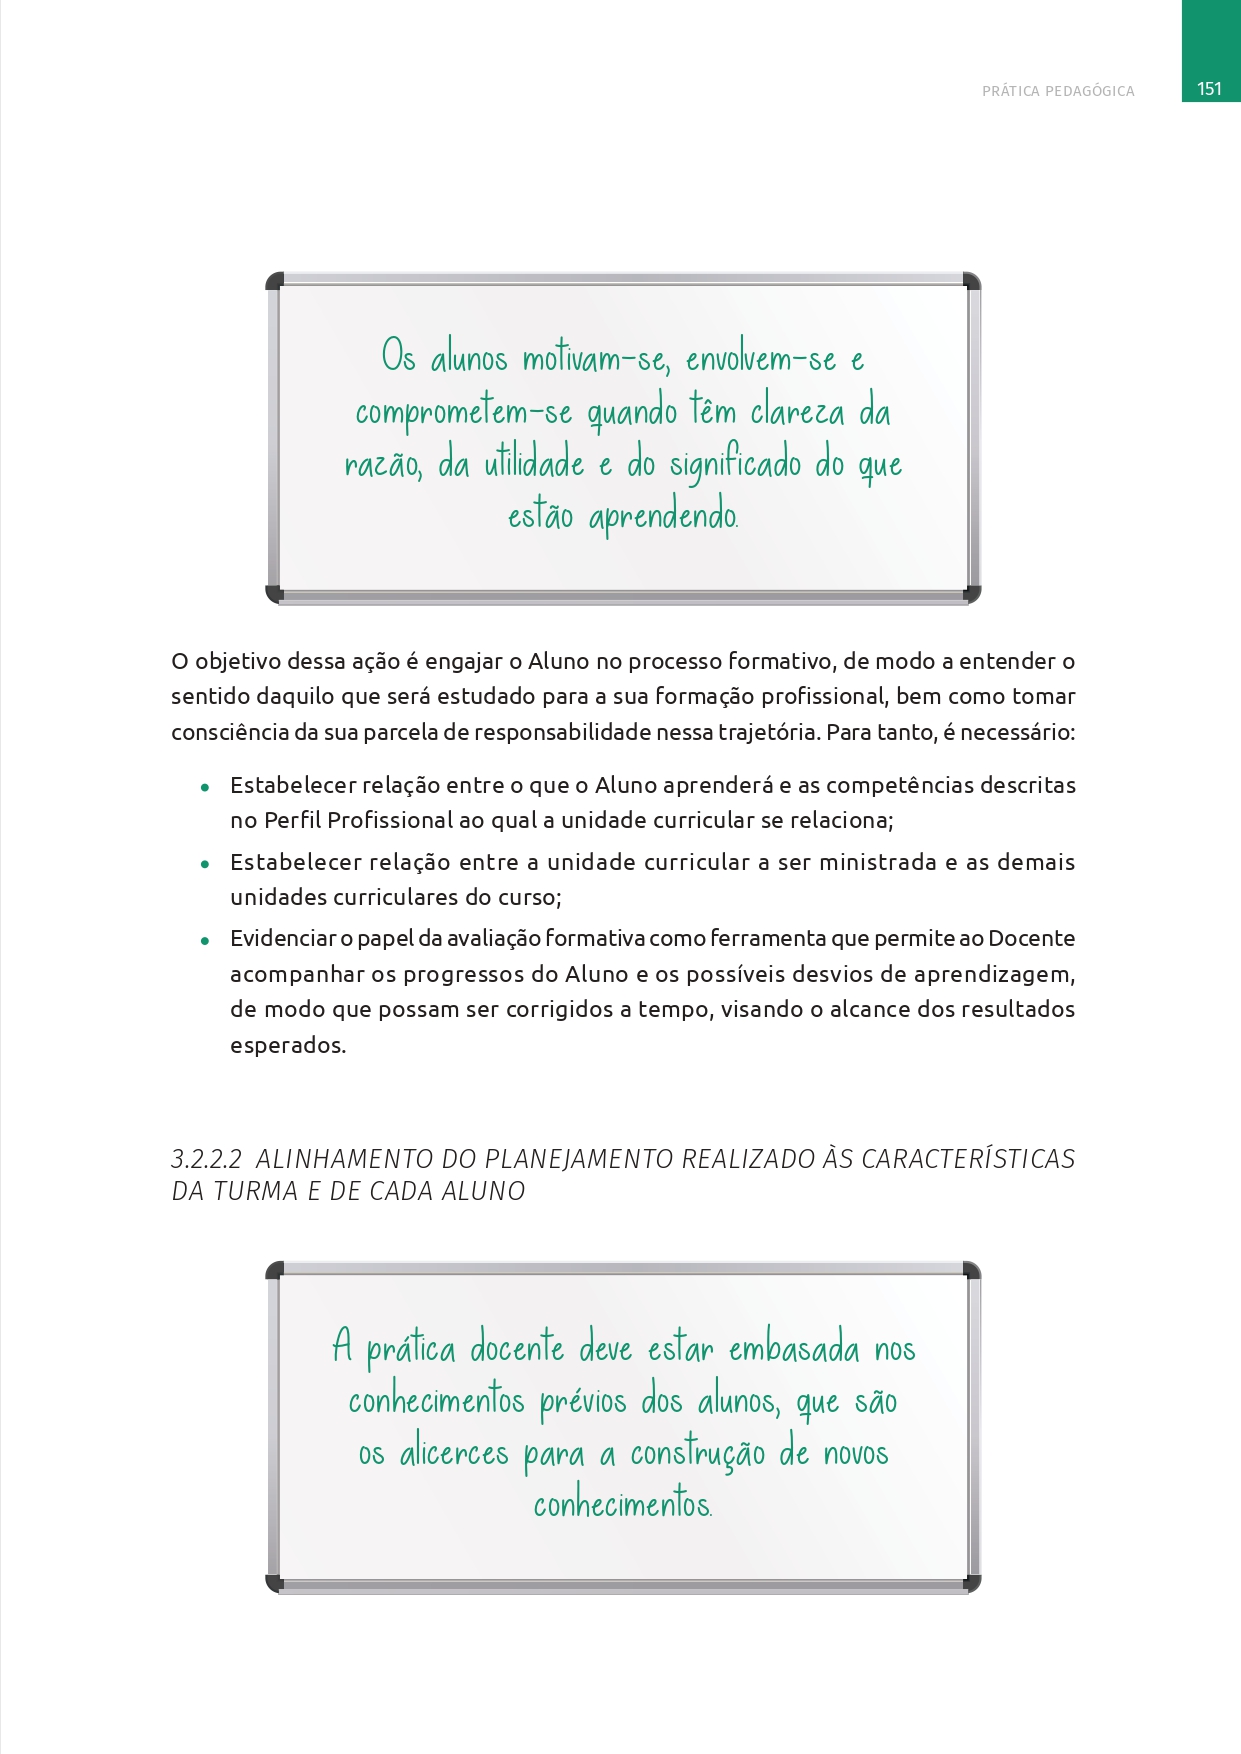 PRÁTICA PEDAGÓGICA
151
Os alunos motivam-se, envolvem-se e
comprometem-se quando têm clareza da
razão, da utilidade e do significado do que
estão aprendendo.
O objetivo dessa ação é engajar o Aluno no processo formativo, de modo a entender o
sentido daquilo que será estudado para a sua formação profissional, bem como tomar
consciência da sua parcela de responsabilidade nessa trajetória. Para tanto, é necessário:
• Estabelecer relação entre o que o Aluno aprenderá e as competências descritas
no Perfil Profissional ao qual a unidade curricular se relaciona;
• Estabelecer relação entre a unidade curricular a ser ministrada e as demais
unidades curriculares do curso;
• Evidenciar o papel da avaliação formativa como ferramenta que permite ao Docente
acompanhar os progressos do Aluno e os possíveis desvios de aprendizagem,
de modo que possam ser corrigidos a tempo, visando o alcance dos resultados
esperados.
3.2.2.2 ALINHAMENTO DO PLANEJAMENTO REALIZADO ÀS CARACTERÍSTICAS
DA TURMA E DE CADA ALUNO
A prática docente deve estar embasada nos
conhecimentos prévios dos alunos, que são
os alicerces para a construção de novos
conhecimentos.